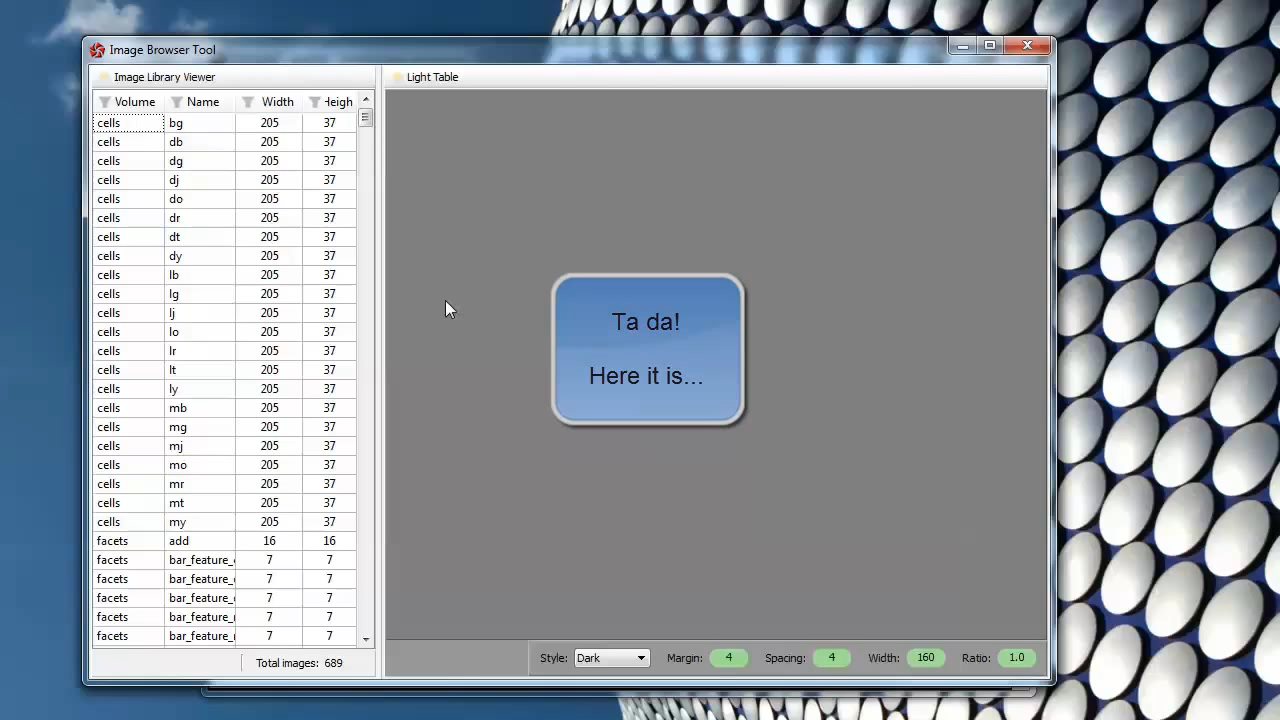 Image Browser Tool
Image Library Viewer
Light Table
Volume Name Width Heigh
cells bg 205 37
cells db 205 37
cells dg 205 37
cells dj 205 37
cells do 205 37
cells dr 205 37
cells dt 205 37
cells dy 205 37
cells lb 205 37
cells lg 205 37
cells lj 205 37
cells lo 205 37
cells lr 205 37
cells lt 205 37
cells ly 205 37
cells mb 205 37
cells mg 205 37
cells mj 205 37
cells mo 205 37
cells mr 205 37
cells mt 205 37
cells my 205 37
facets add 16 16
facets bar_feature_ 7 7
facets bar_feature_ 7 7
facets bar_feature_ 7 7
facets bar_feature_ 7 7
facets bar_feature_ 7 7
Total images: 689
Ta da!
Here it is...
Style: Dark Margin: 4 Spacing: 4 Width: 160 Ratio: 1.0